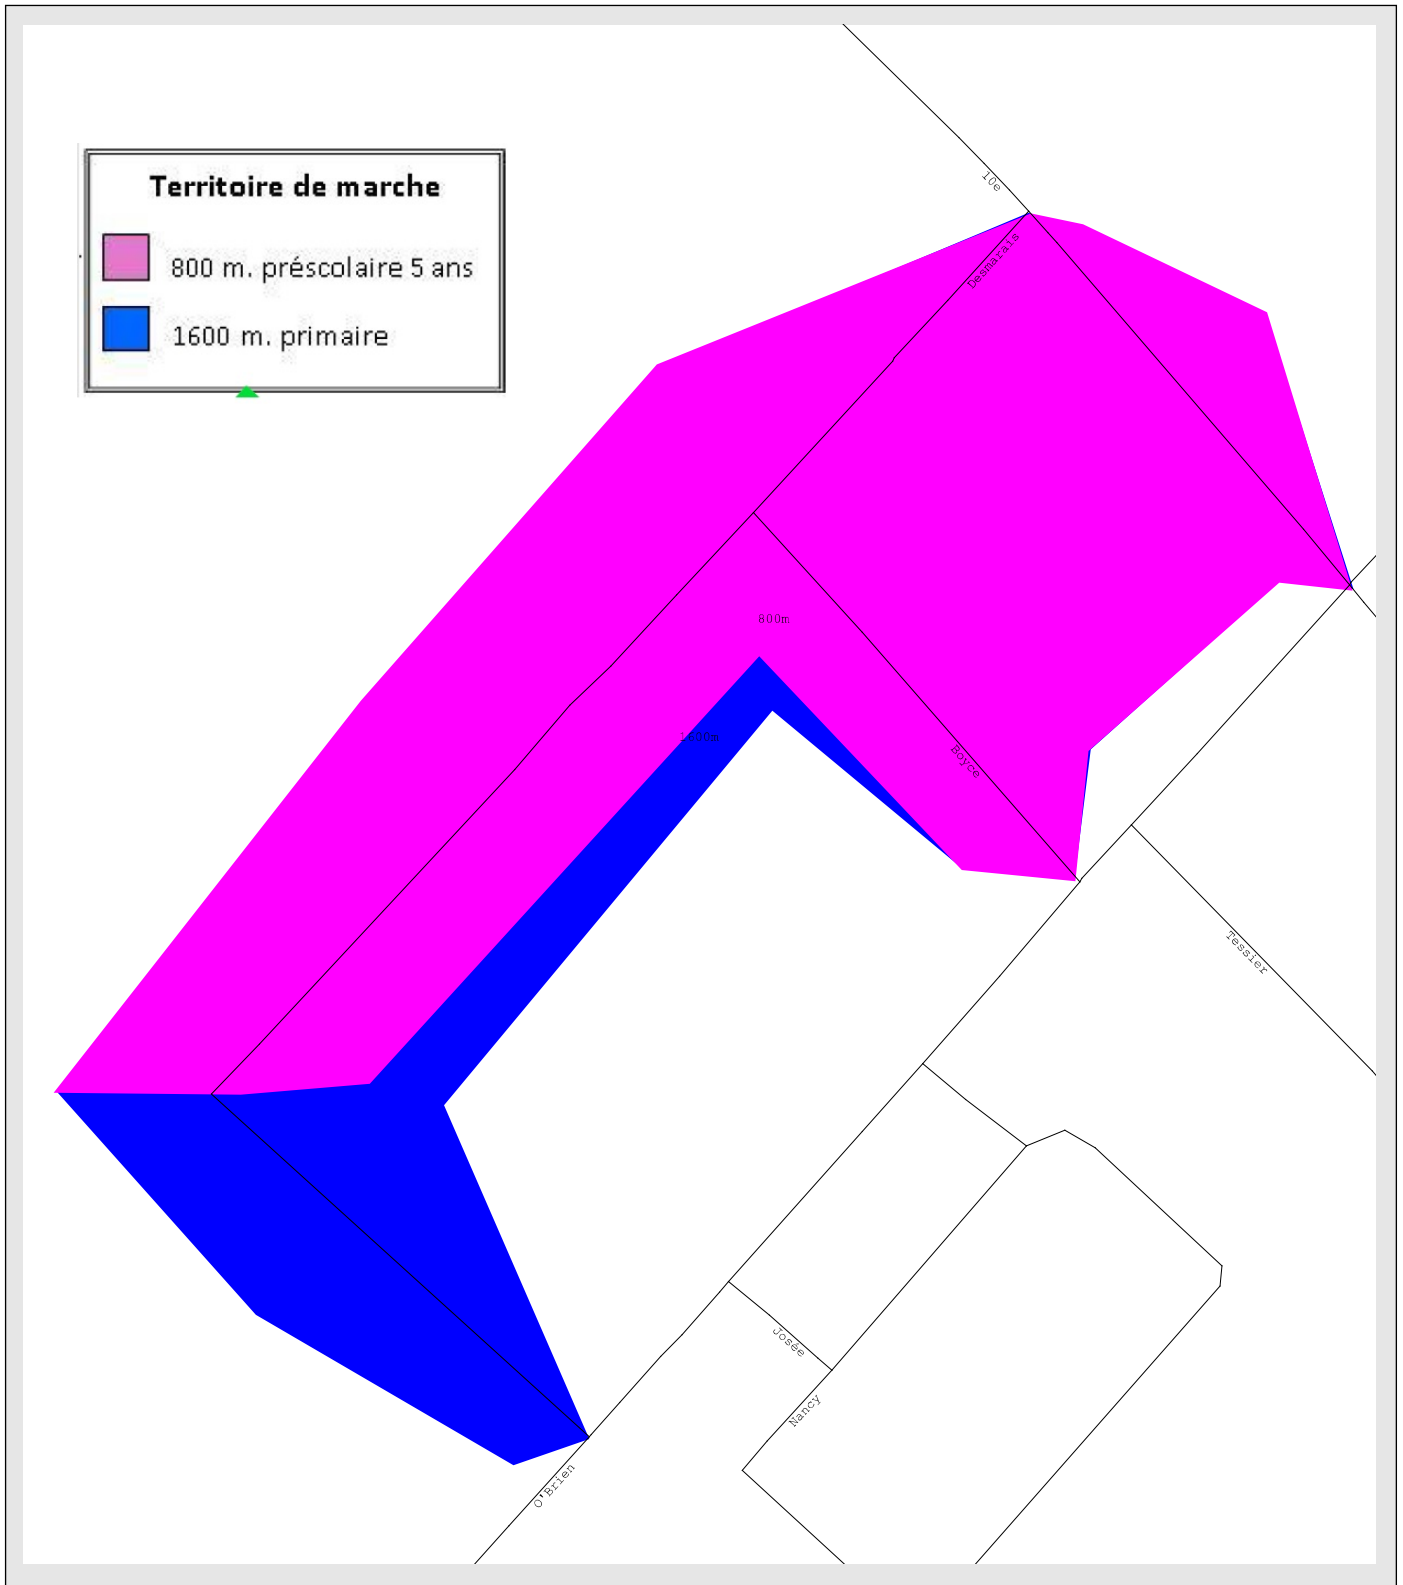 10e
Territoire de marche
Desmarais
800 m. préscolaire 5 ans
1600 m. primaire
800m
1600m
Boyce
Tessier
Josée
Nancy
O'Brien